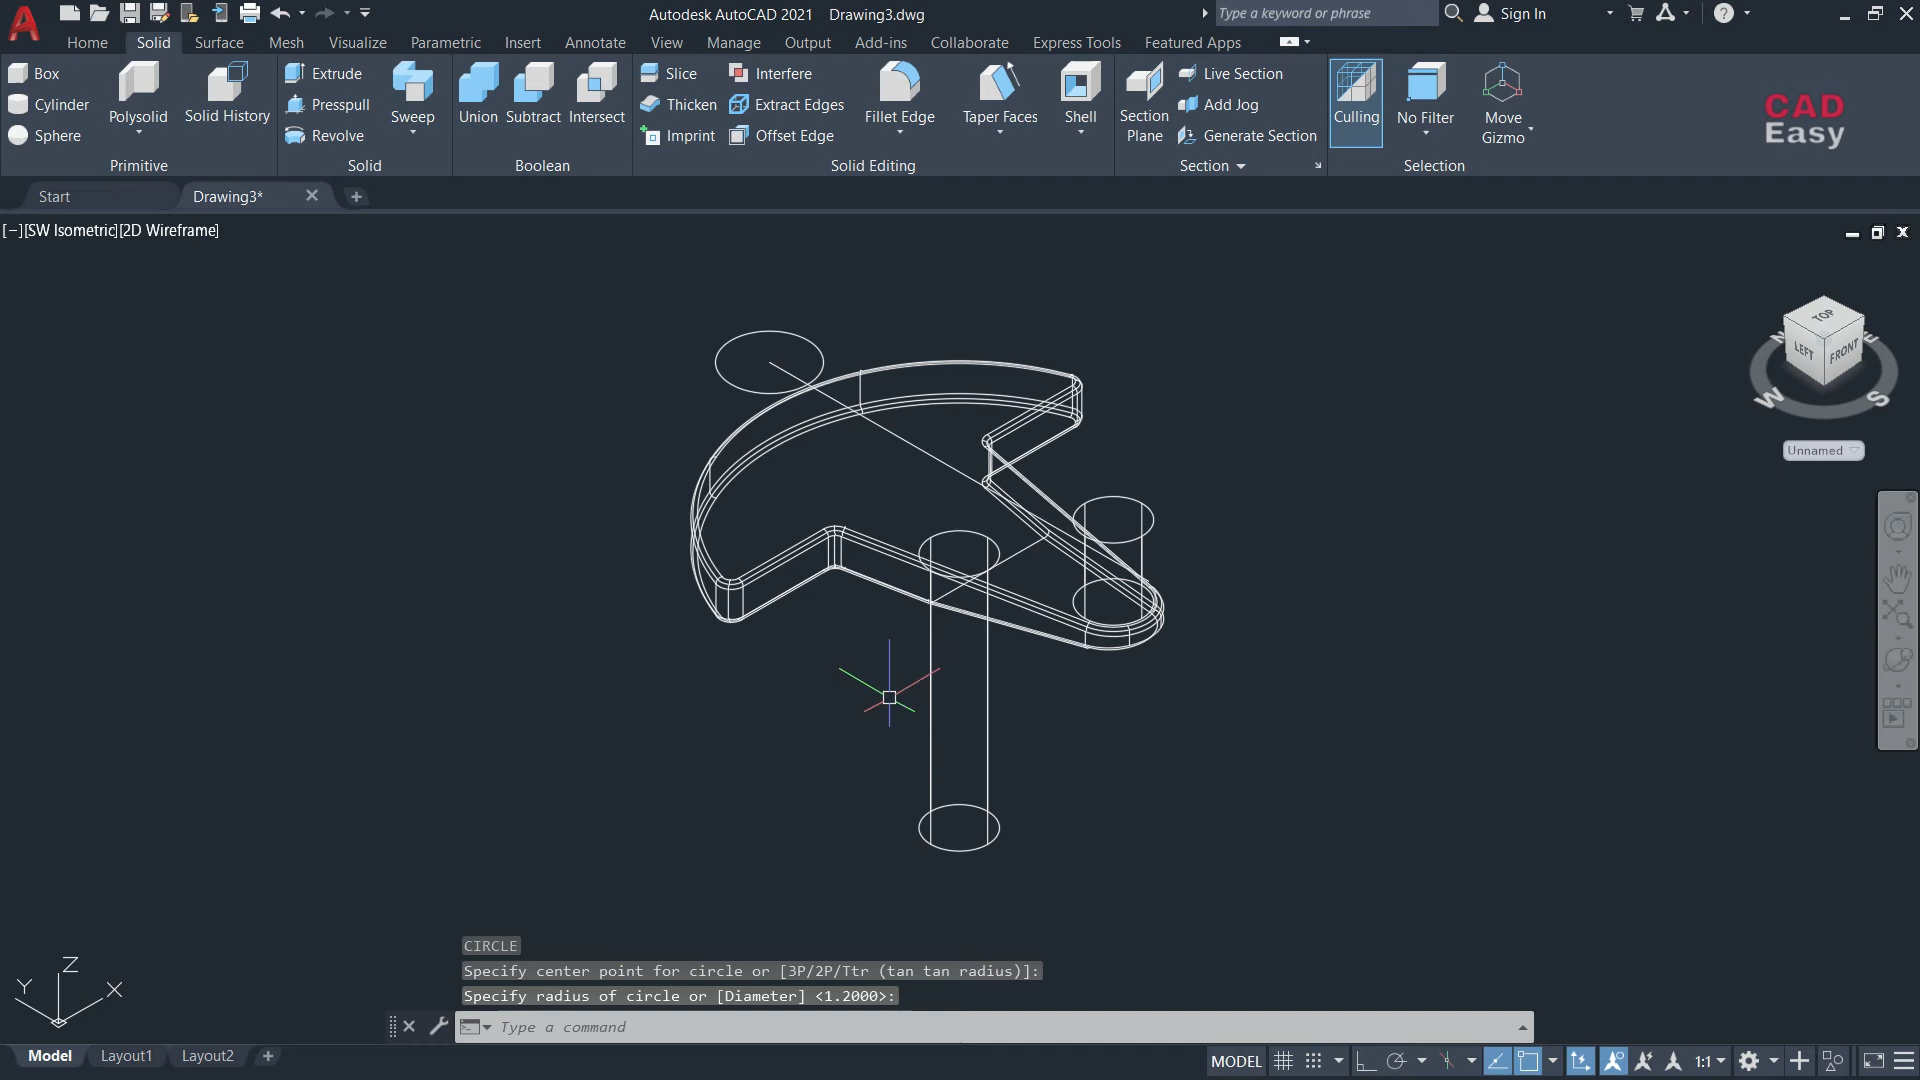 Autodesk AutoCAD 2021 Drawing3.dwg
Type a keyword or phrase
Sign In
Home Solid Surface Mesh Visualize Parametric Insert Annotate View Manage Output Add-ins Collaborate Express Tools Featured Apps
Box
Cylinder
Sphere
Polysolid
Solid History
Primitive
Extrude
Presspull
Revolve
Sweep
Solid
Union
Subtract
Intersect
Boolean
Slice
Thicken
Imprint
Interfere
Extract Edges
Offset Edge
Fillet Edge
Taper Faces
Shell
Solid Editing
Section
Plane
Live Section
Add Jog
Generate Section
Section
Culling
No Filter
Move
Gizmo
Selection
CAD
Easy
Start
Drawing3*
[−][SW Isometric][2D Wireframe]
TOP
LEFT
FRONT
N
E
W
S
Unnamed
Z
Y
X
CIRCLE
Specify center point for circle or [3P/2P/Ttr (tan tan radius)]:
Specify radius of circle or [Diameter] <1.2000>:
Type a command
Model
Layout1
Layout2
MODEL
1:1